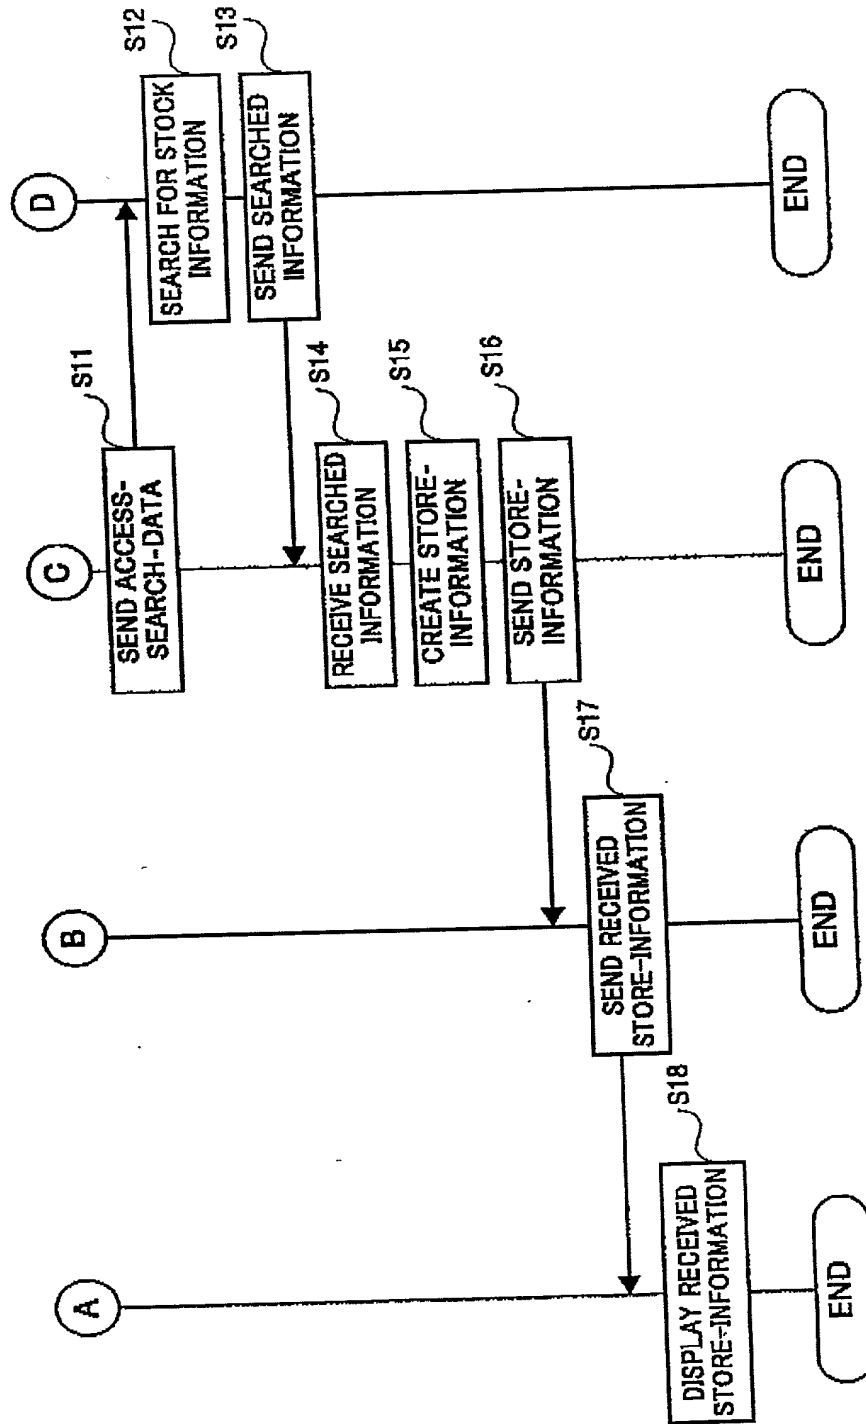 A
B
C
D
S11
SEND ACCESS-
SEARCH-DATA
S12
SEARCH FOR STOCK
INFORMATION
S13
SEND SEARCHED
INFORMATION
S14
RECEIVE SEARCHED
INFORMATION
S15
CREATE STORE-
INFORMATION
S16
SEND STORE-
INFORMATION
S17
SEND RECEIVED
STORE-INFORMATION
S18
DISPLAY RECEIVED
STORE-INFORMATION
END
END
END
END